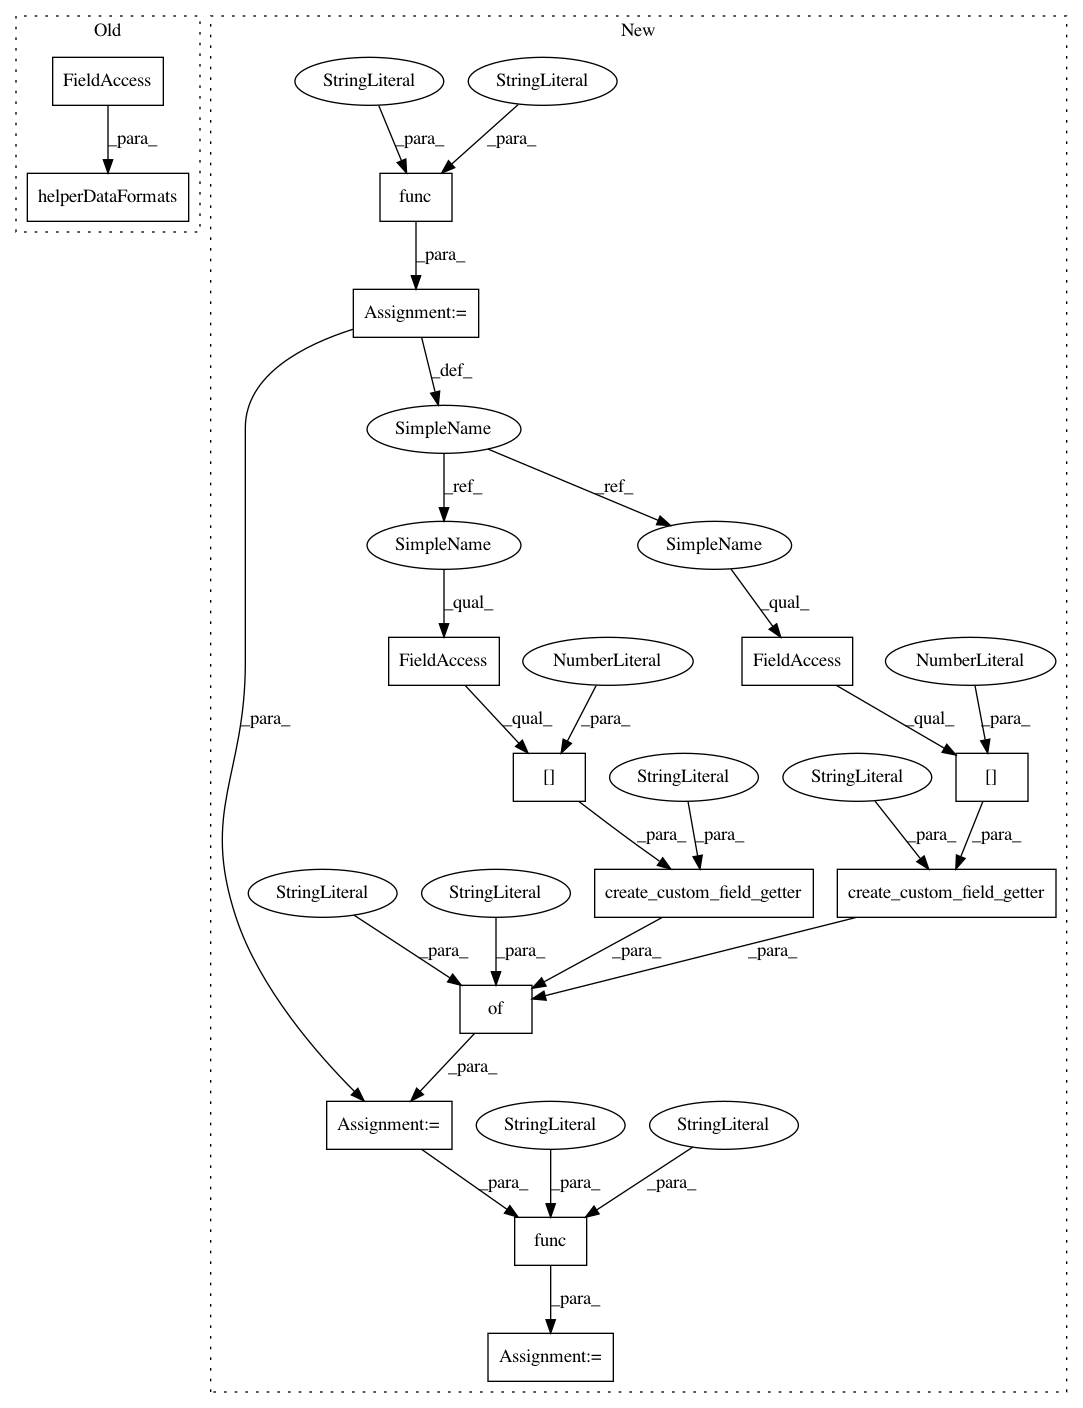 Old
New
FieldAccess
StringLiteral
StringLiteral
_para_
_para_
_para_
helperDataFormats
func
_para_
Assignment:=
_def_
SimpleName
_ref_
_ref_
SimpleName
SimpleName
_qual_
_qual_
FieldAccess
NumberLiteral
FieldAccess
NumberLiteral
_para_
_qual_
_para_
_qual_
_para_
[]
StringLiteral
StringLiteral
[]
_para_
_para_
_para_
_para_
StringLiteral
StringLiteral
create_custom_field_getter
create_custom_field_getter
_para_
_para_
_para_
_para_
of
_para_
Assignment:=
StringLiteral
StringLiteral
_para_
_para_
_para_
func
_para_
Assignment:=